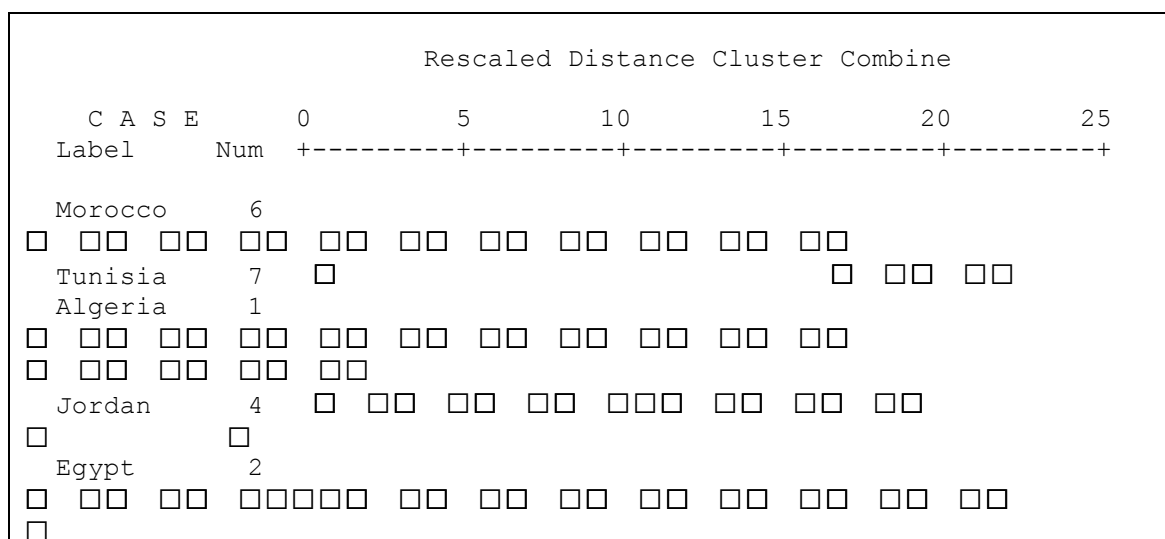 Rescaled Distance Cluster Combine
C A S E 0 5 10 15 20 25
Label Num +---------+---------+---------+---------+---------+
Morocco 6
□ □□ □□ □□ □□ □□ □□ □□ □□ □□ □□
Tunisia 7 □ □ □□ □□
Algeria 1
□ □□ □□ □□ □□ □□ □□ □□ □□ □□ □□
□ □□ □□ □□ □□
Jordan 4 □ □□ □□ □□ □□□ □□ □□ □□
□ □
Egypt 2
□ □□ □□ □□□□□ □□ □□ □□ □□ □□ □□ □□ □□
□